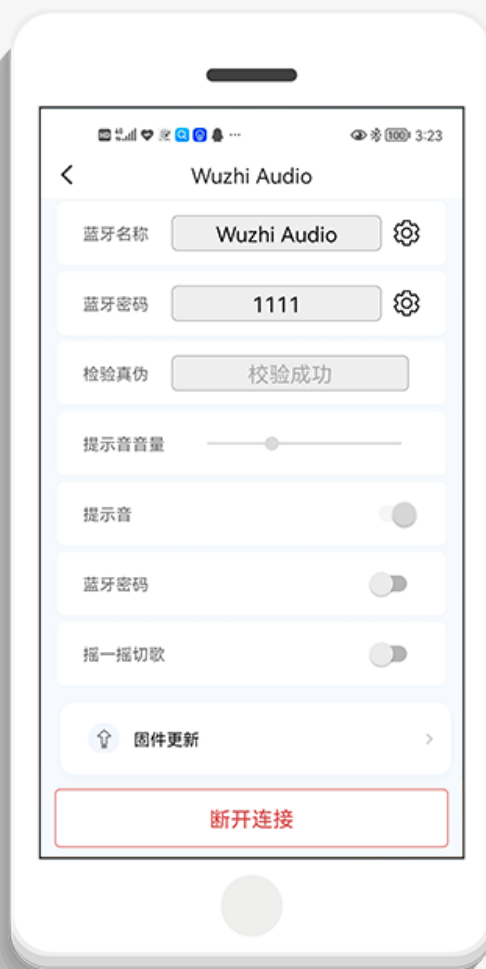 HD 3:23
Wuzhi Audio
蓝牙名称 Wuzhi Audio
蓝牙密码 1111
检验真伪 校验成功
提示音音量
提示音
蓝牙密码
摇一摇切歌
固件更新
断开连接